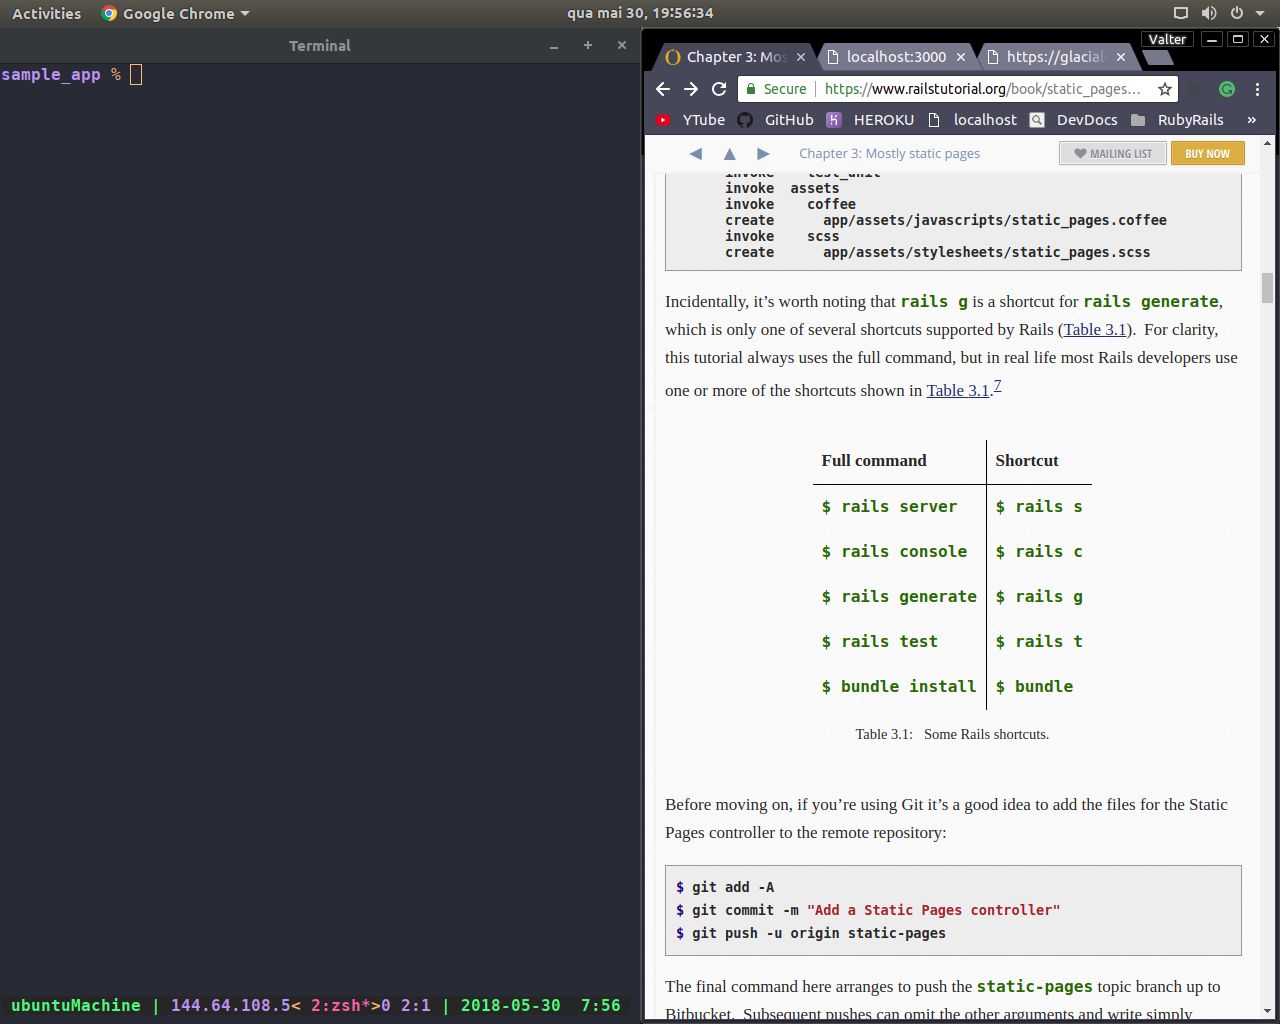 Activities Google Chrome qua mai 30, 19:56:34
Terminal
sample_app %
ubuntuMachine | 144.64.108.5< 2:zsh*>0 2:1 | 2018-05-30 7:56
Valter
Chapter 3: Mos localhost:3000 https://glacial
Secure https://www.railstutorial.org/book/static_pages...
YTube GitHub HEROKU localhost DevDocs RubyRails »
Chapter 3: Mostly static pages MAILING LIST BUY NOW
invoke test_unit
invoke assets
invoke coffee
create app/assets/javascripts/static_pages.coffee
invoke scss
create app/assets/stylesheets/static_pages.scss
Incidentally, it’s worth noting that rails g is a shortcut for rails generate,
which is only one of several shortcuts supported by Rails (Table 3.1). For clarity,
this tutorial always uses the full command, but in real life most Rails developers use
one or more of the shortcuts shown in Table 3.1.7
Full command Shortcut
$ rails server $ rails s
$ rails console $ rails c
$ rails generate $ rails g
$ rails test $ rails t
$ bundle install $ bundle
Table 3.1: Some Rails shortcuts.
Before moving on, if you’re using Git it’s a good idea to add the files for the Static
Pages controller to the remote repository:
$ git add -A
$ git commit -m "Add a Static Pages controller"
$ git push -u origin static-pages
The final command here arranges to push the static-pages topic branch up to
Bitbucket. Subsequent pushes can omit the other arguments and write simply